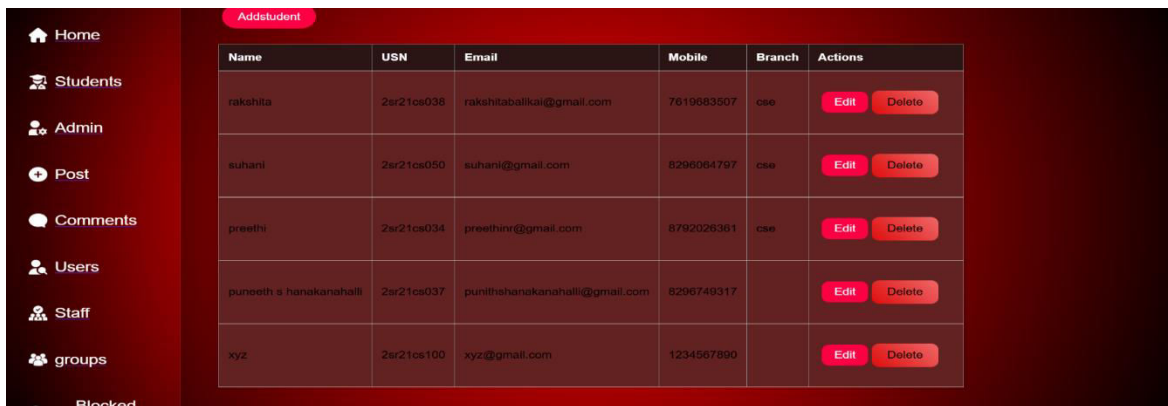 Addstudent
Home
Students
Admin
Post
Comments
Users
Staff
groups
Blocked
Name USN Email Mobile Branch Actions
rakshita 2sr21cs038 rakshitabalikai@gmail.com 7619683507 cse Edit Delete
suhani 2sr21cs050 suhani@gmail.com 8296064797 cse Edit Delete
preethi 2sr21cs034 preethinr@gmail.com 8792026361 cse Edit Delete
puneeth s hanakanahalli 2sr21cs037 punithshanakanahalli@gmail.com 8296749317 Edit Delete
xyz 2sr21cs100 xyz@gmail.com 1234567890 Edit Delete